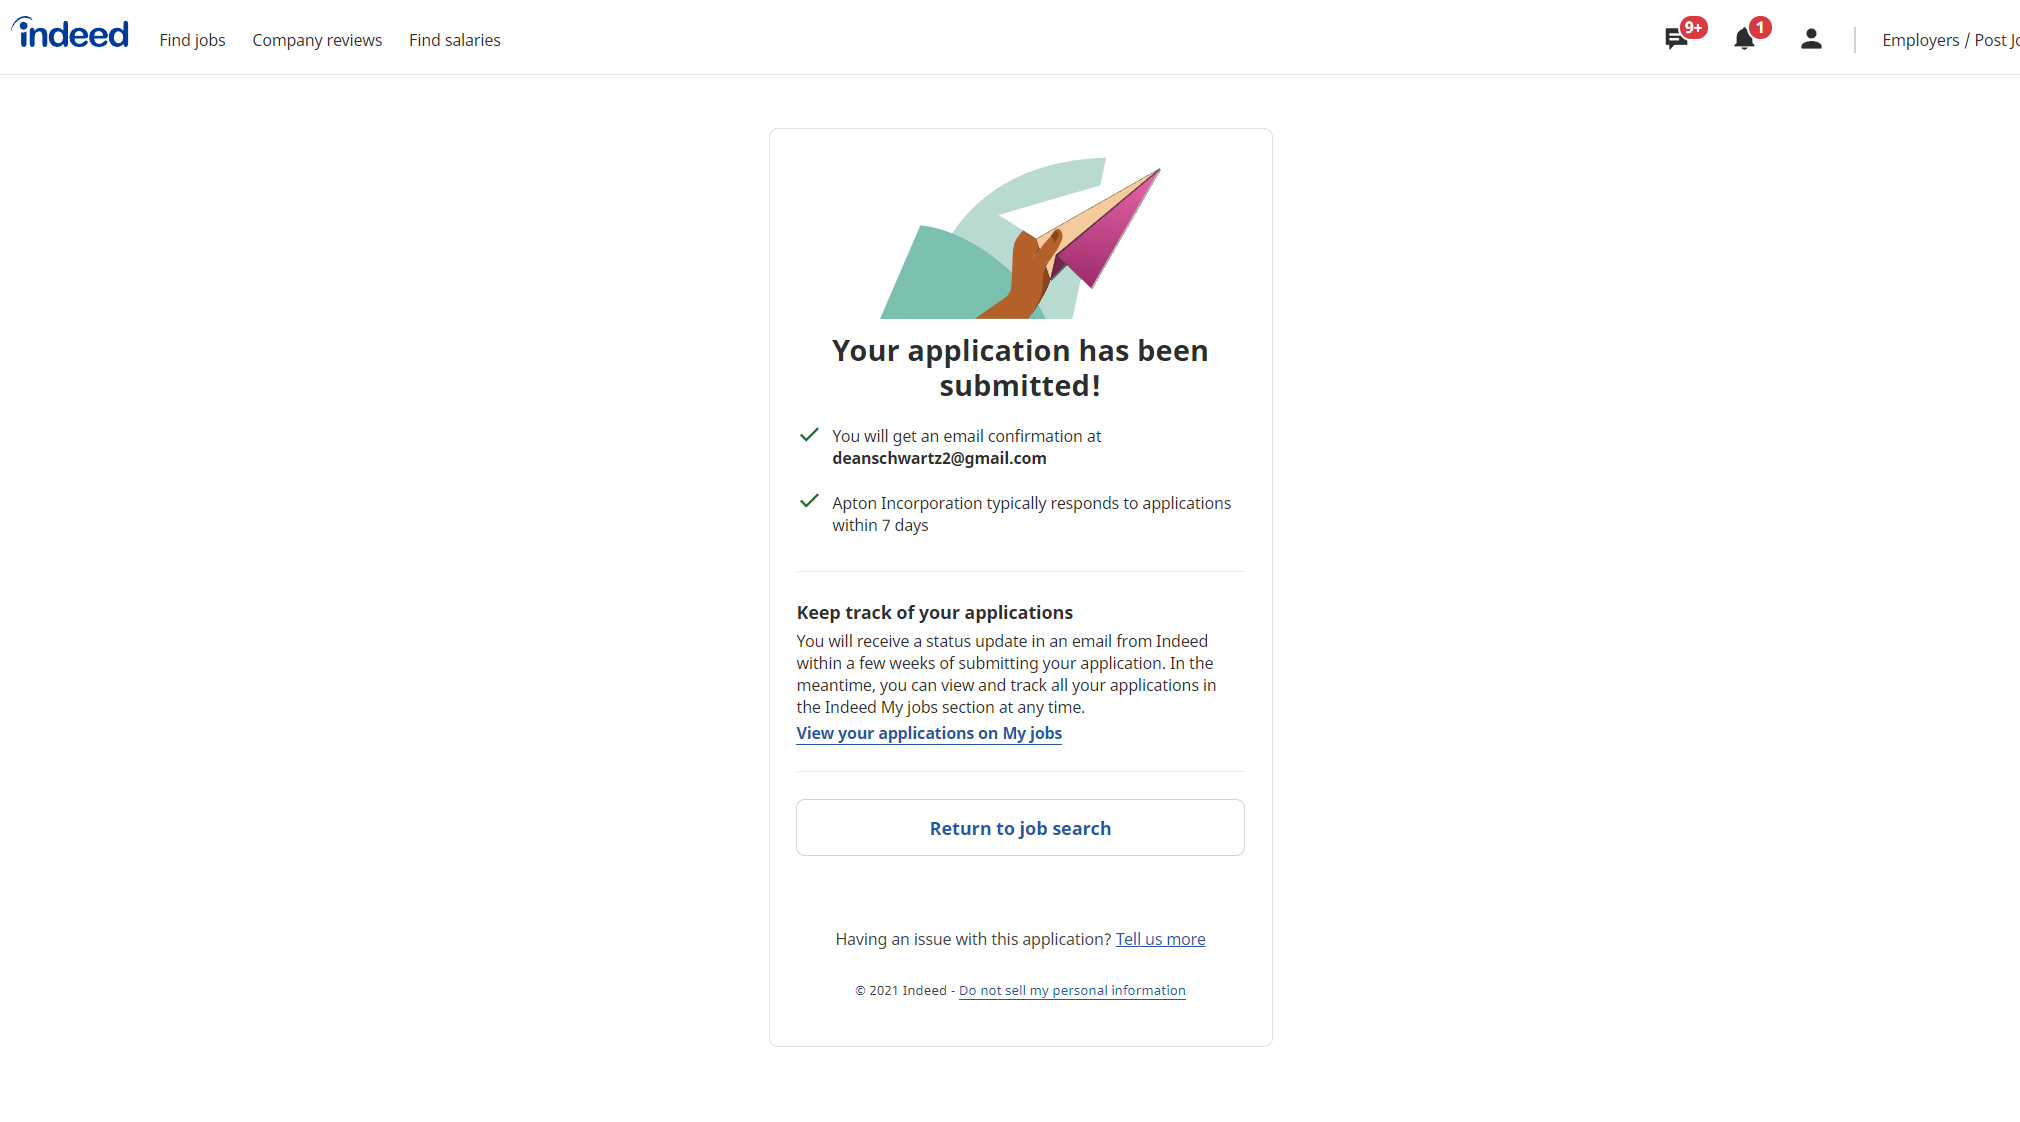 indeed
Find jobs
Company reviews
Find salaries
9+
1
Employers / Post Jo
Your application has been
submitted!
You will get an email confirmation at
deanschwartz2@gmail.com
Apton Incorporation typically responds to applications
within 7 days
Keep track of your applications
You will receive a status update in an email from Indeed
within a few weeks of submitting your application. In the
meantime, you can view and track all your applications in
the Indeed My jobs section at any time.
View your applications on My jobs
Return to job search
Having an issue with this application? Tell us more
© 2021 Indeed - Do not sell my personal information